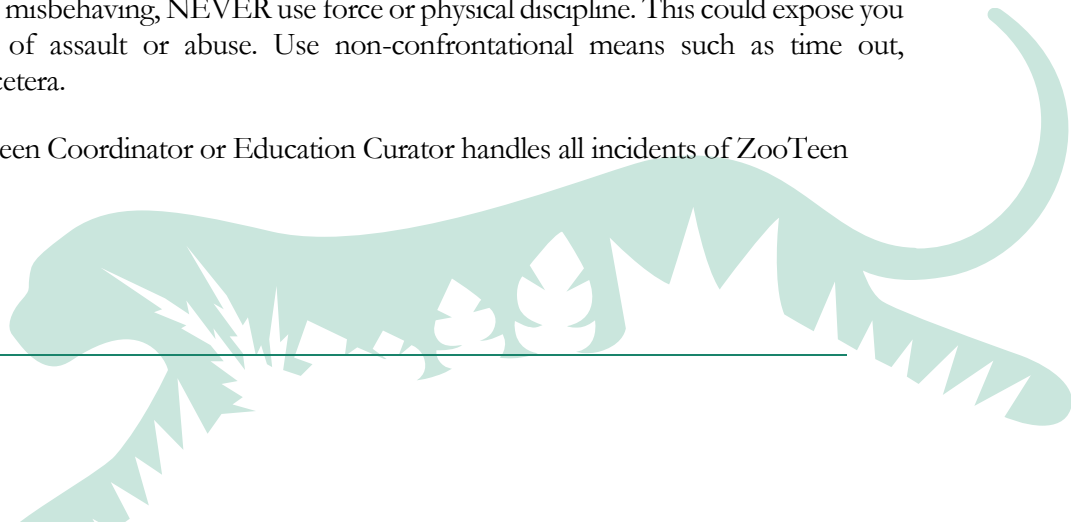 misbehaving, NEVER use force or physical discipline. This could expose you
of assault or abuse. Use non-confrontational means such as time out,
cetera.
een Coordinator or Education Curator handles all incidents of ZooTeen